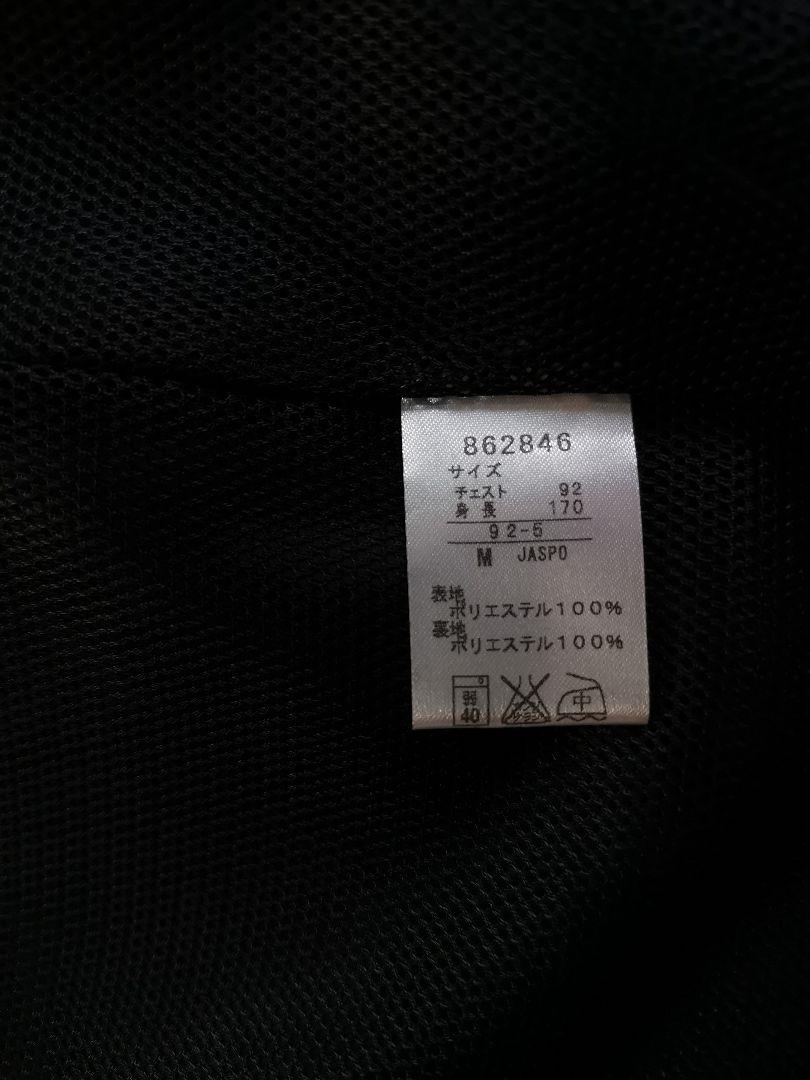 862846
サイズ
チェスト 92
身長 170
92-5
M JASPO
表地
ポリエステル100%
裏地
ポリエステル100%
弱 40 中